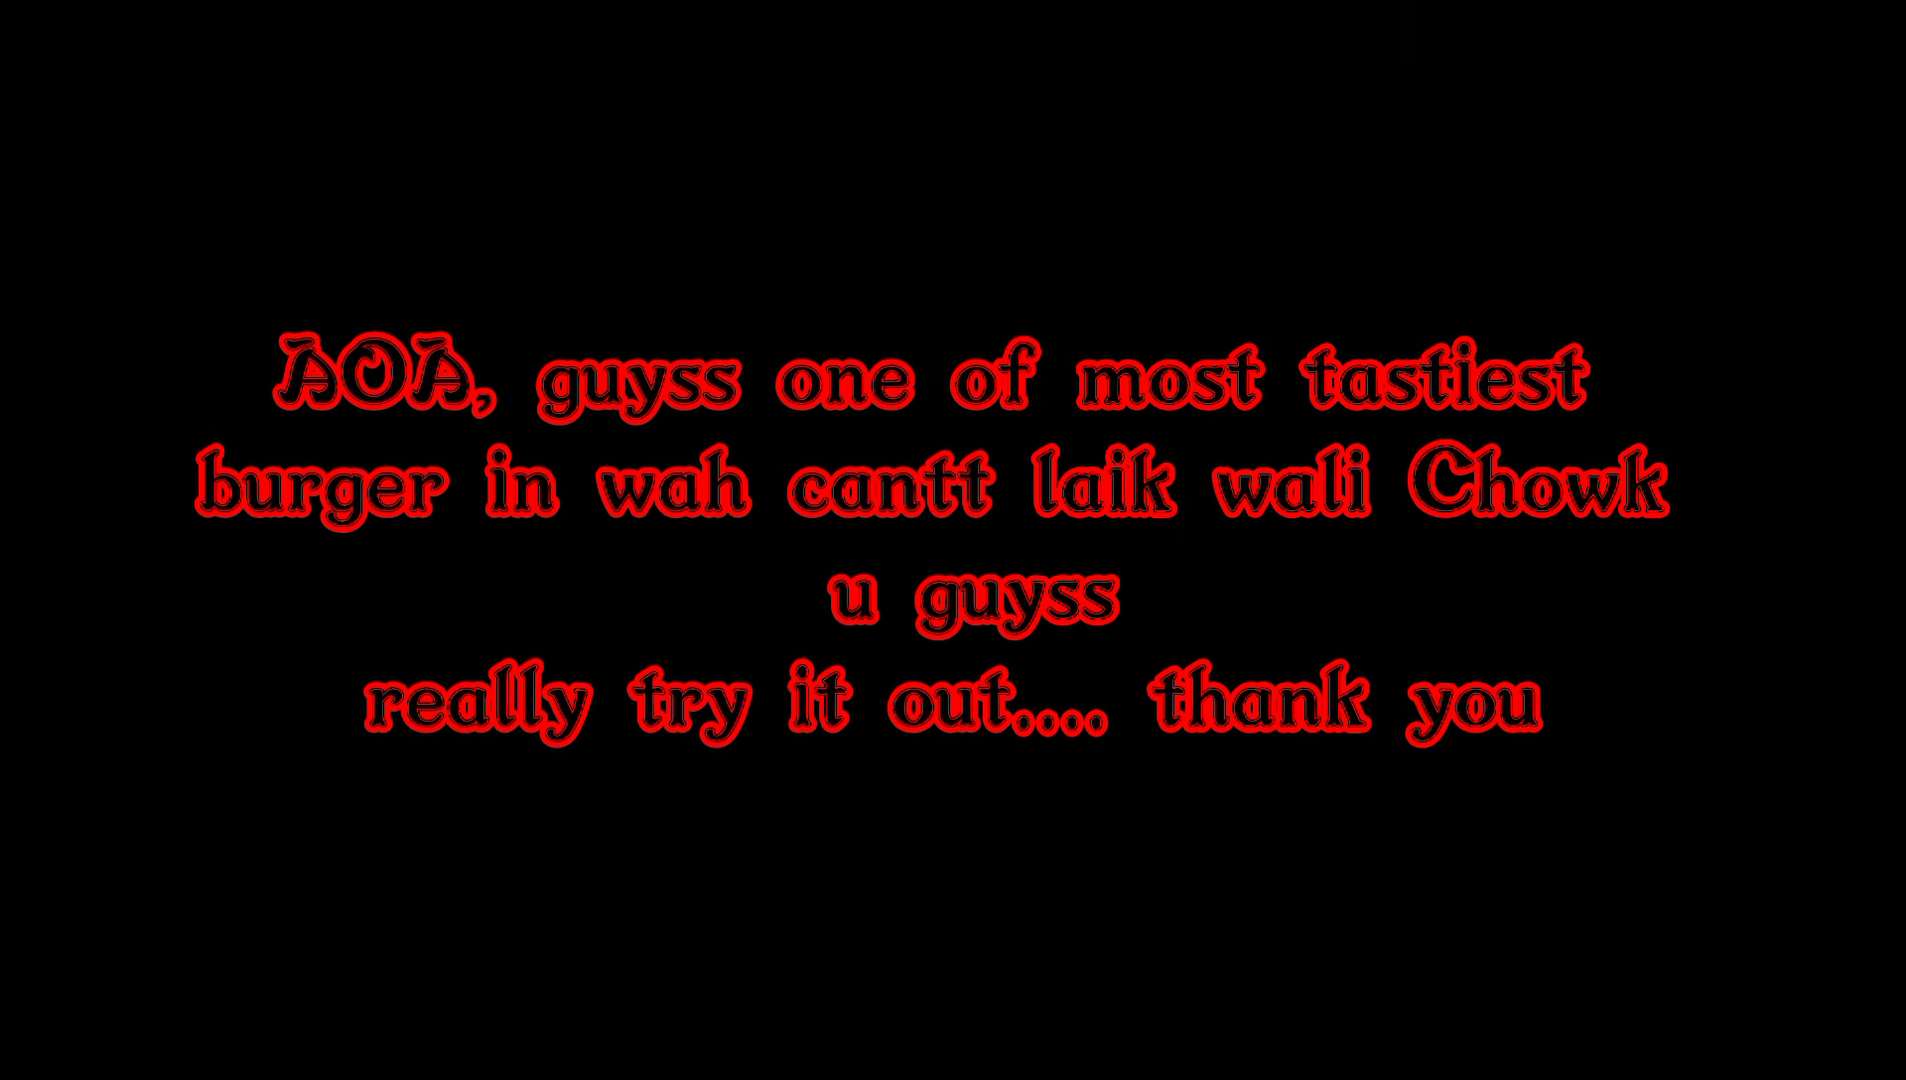 AOA, guyss one of most tastiest
burger in wah cantt laik wali Chowk
u guyss
really try it out.... thank you